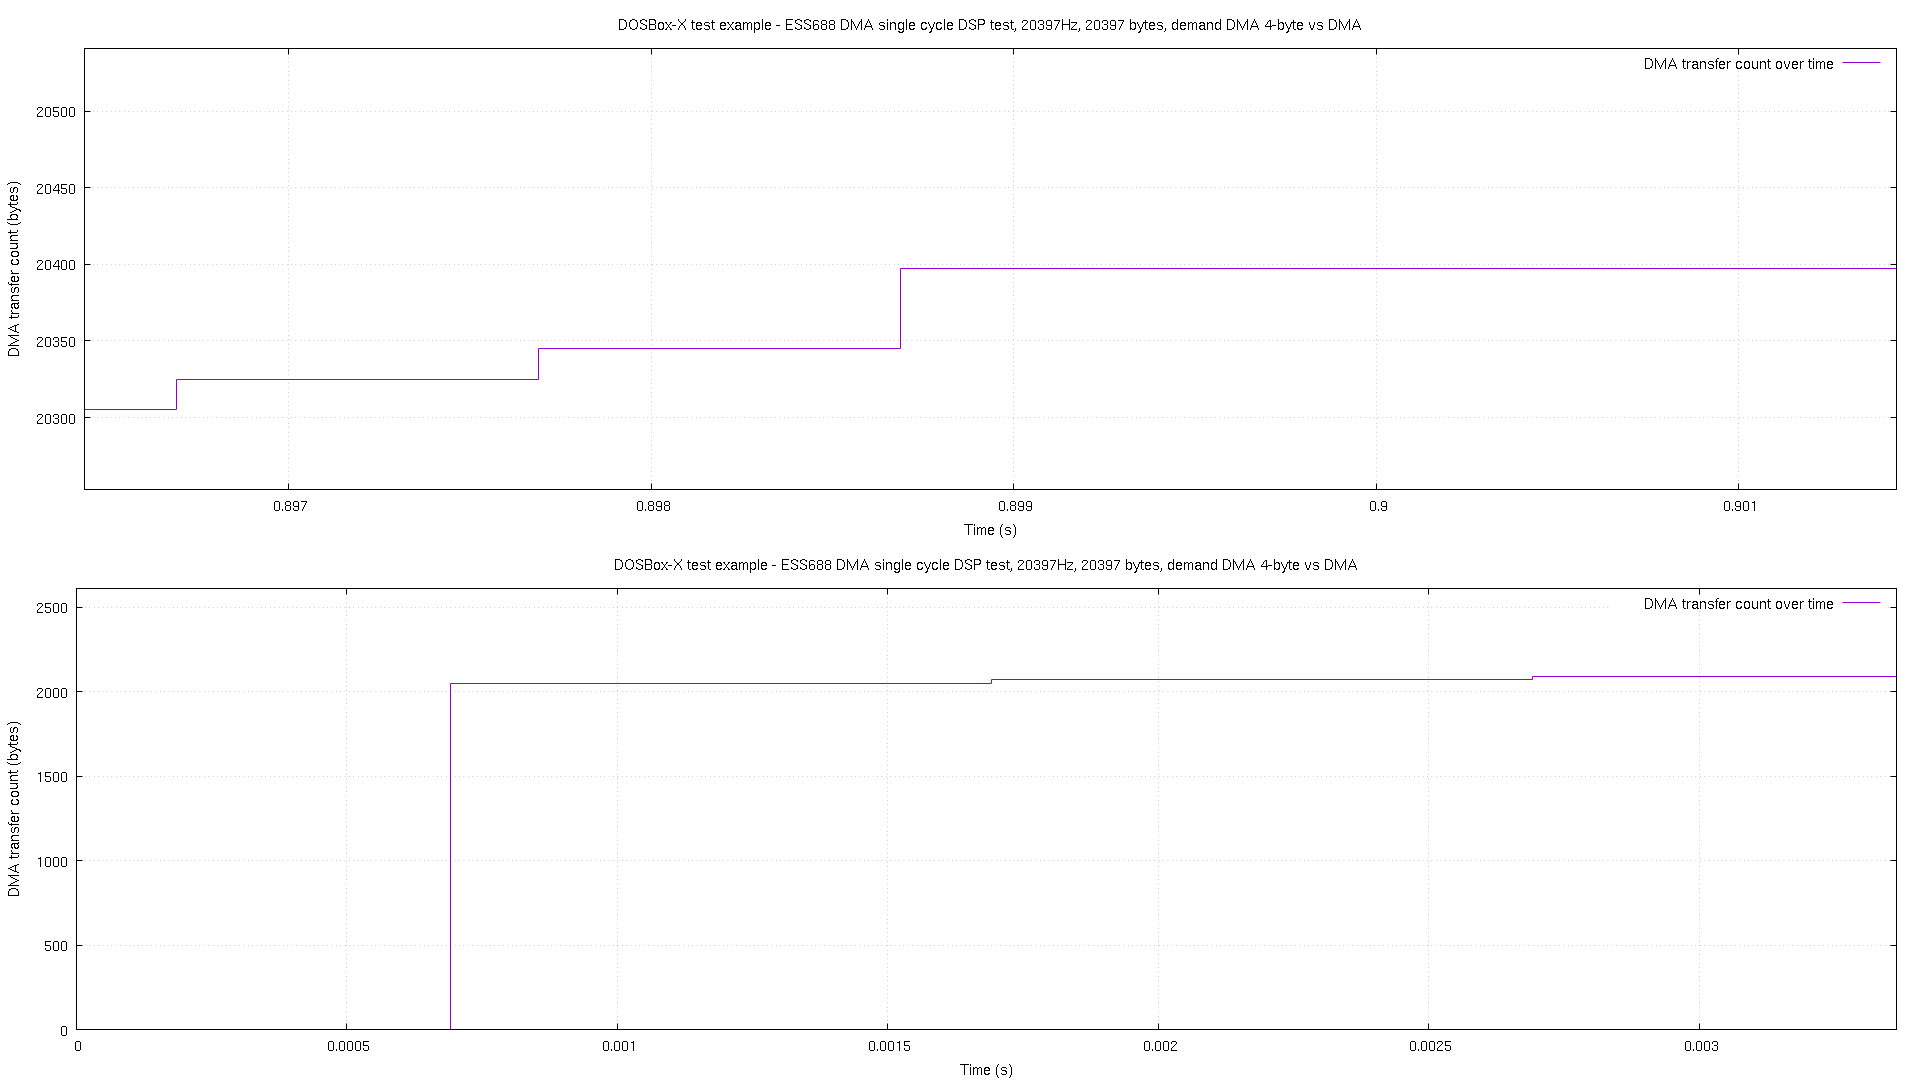 DOSBox-X test example - ESS688 DMA single cycle DSP test, 20397Hz, 20397 bytes, demand DMA 4-byte vs DMA
DMA transfer count over time
20500
20450
20400
20350
20300
DMA transfer count (bytes)
0.897 0.898 0.899 0.9 0.901
Time (s)
DOSBox-X test example - ESS688 DMA single cycle DSP test, 20397Hz, 20397 bytes, demand DMA 4-byte vs DMA
DMA transfer count over time
2500
2000
1500
1000
500
0
DMA transfer count (bytes)
0 0.0005 0.001 0.0015 0.002 0.0025 0.003
Time (s)